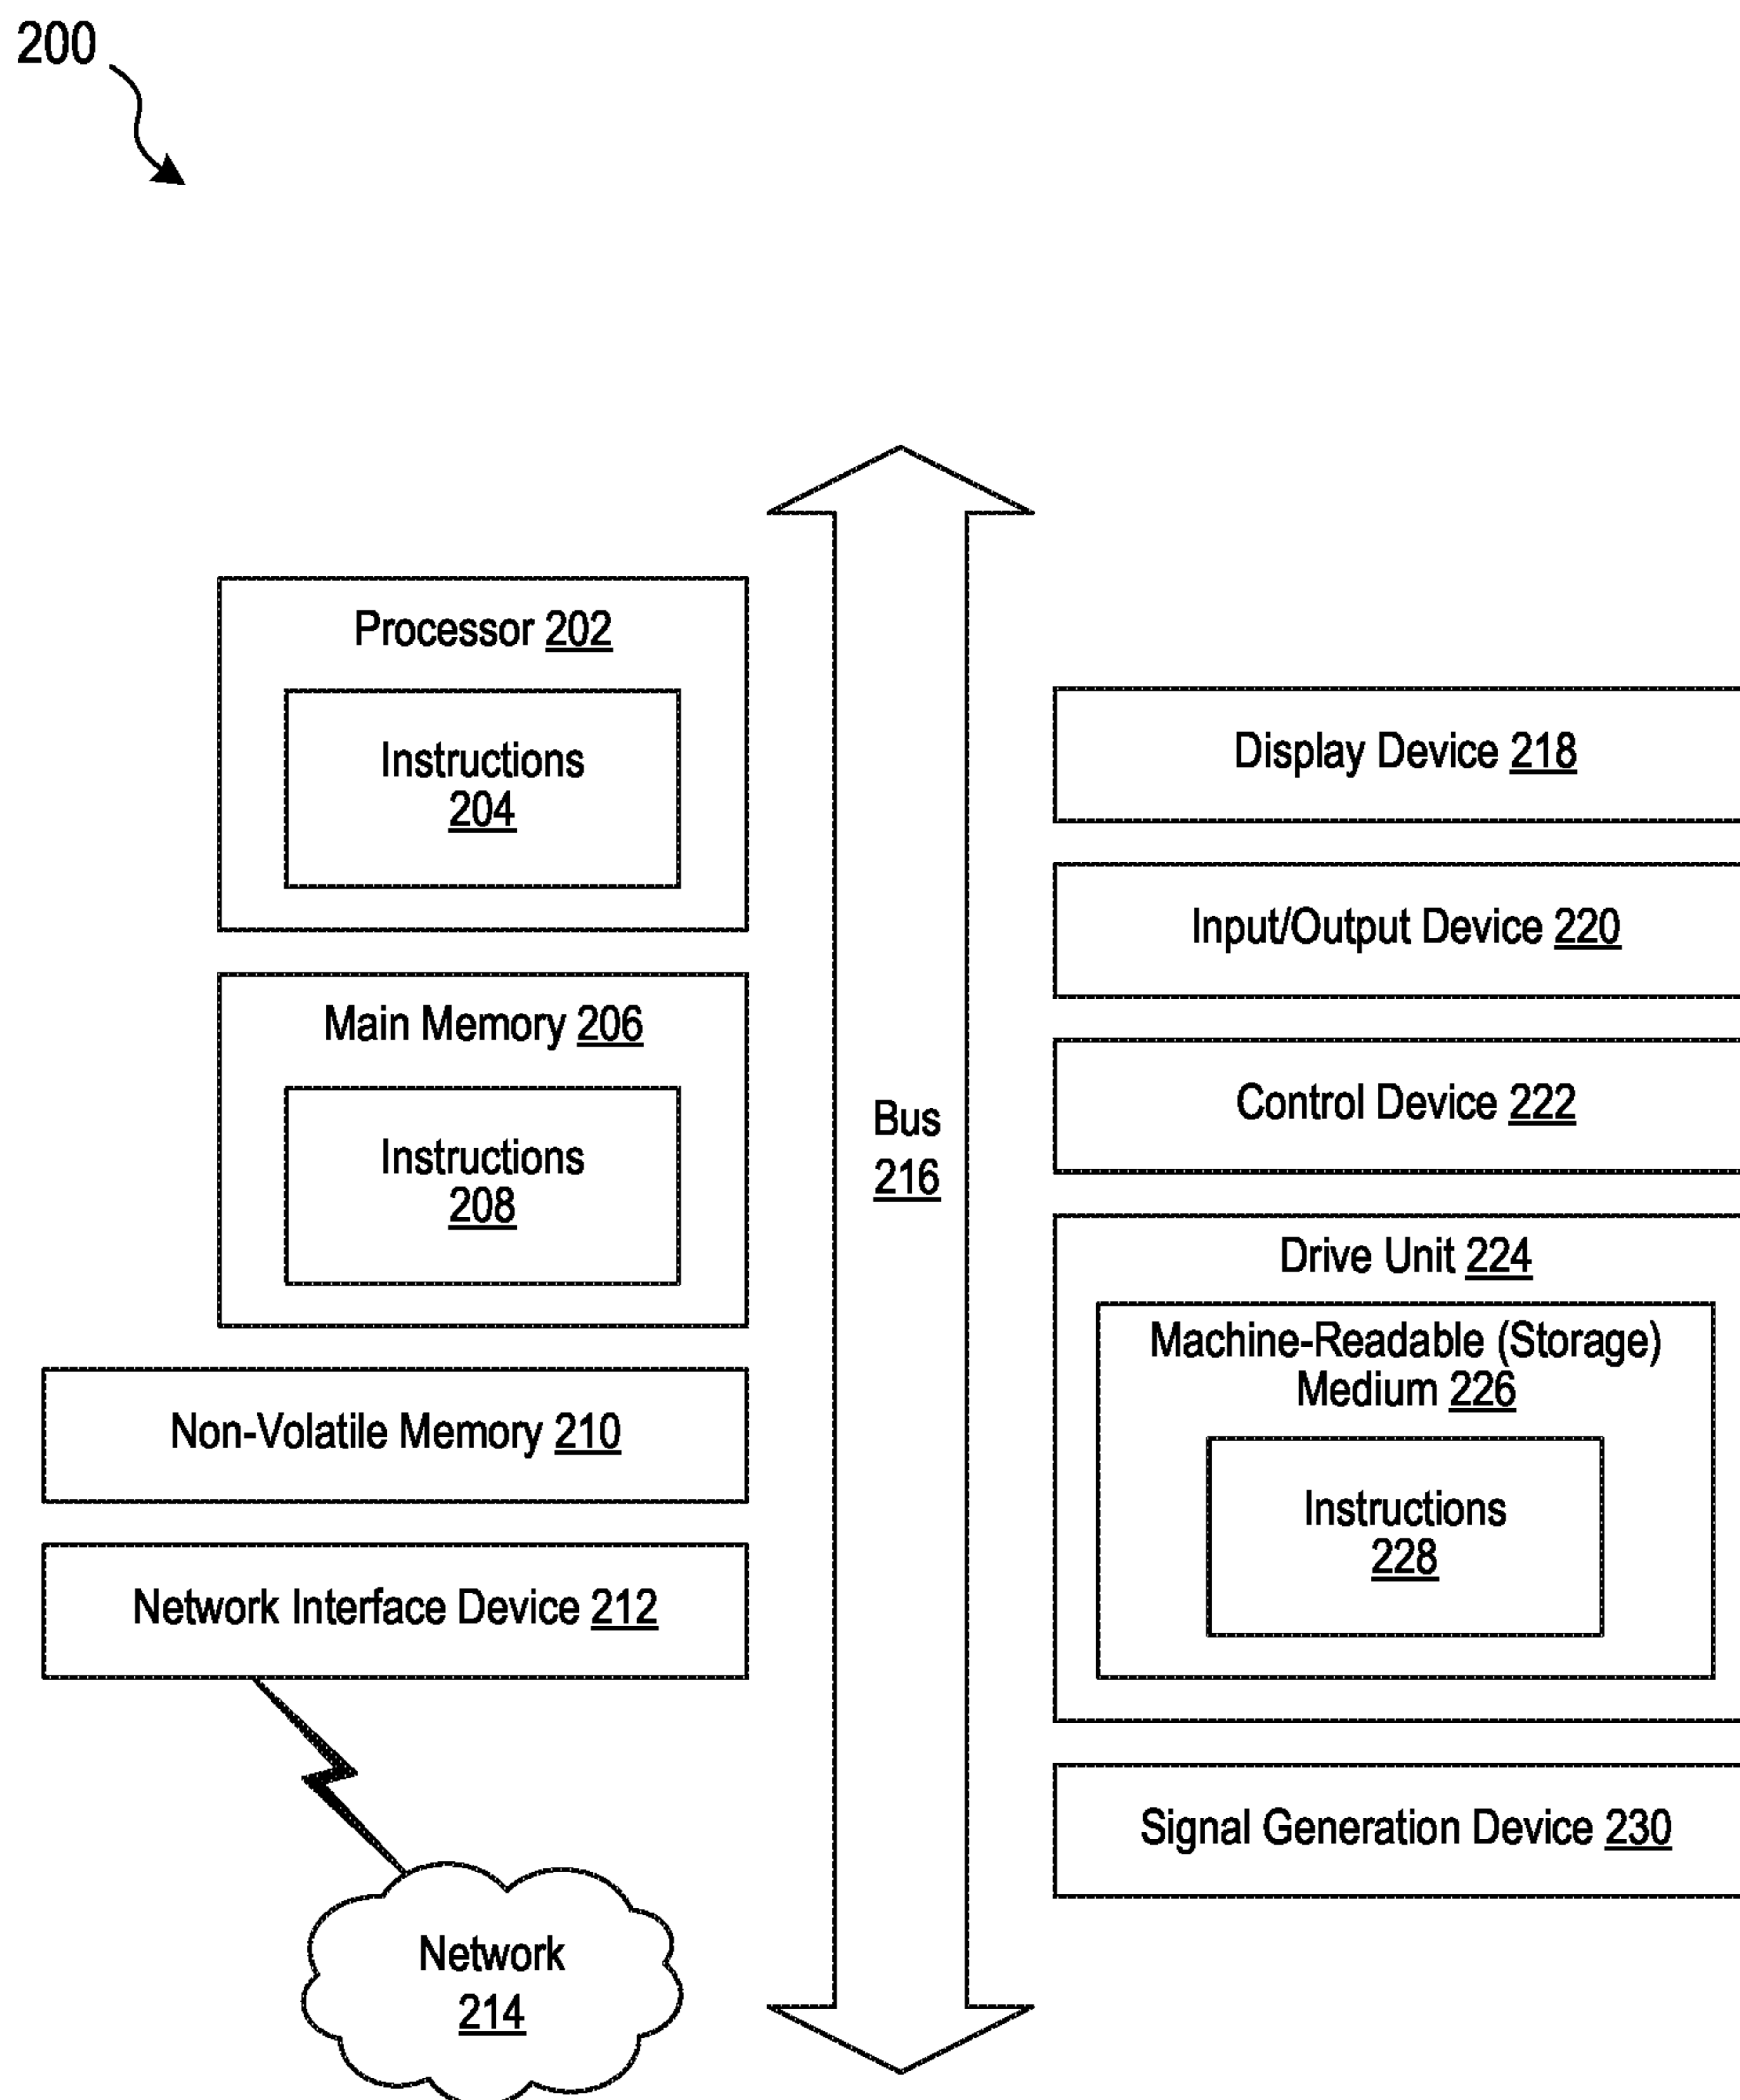 200
Processor 202
Instructions
204
Main Memory 206
Instructions
208
Non-Volatile Memory 210
Network Interface Device 212
Network
214
Bus
216
Display Device 218
Input/Output Device 220
Control Device 222
Drive Unit 224
Machine-Readable (Storage)
Medium 226
Instructions
228
Signal Generation Device 230